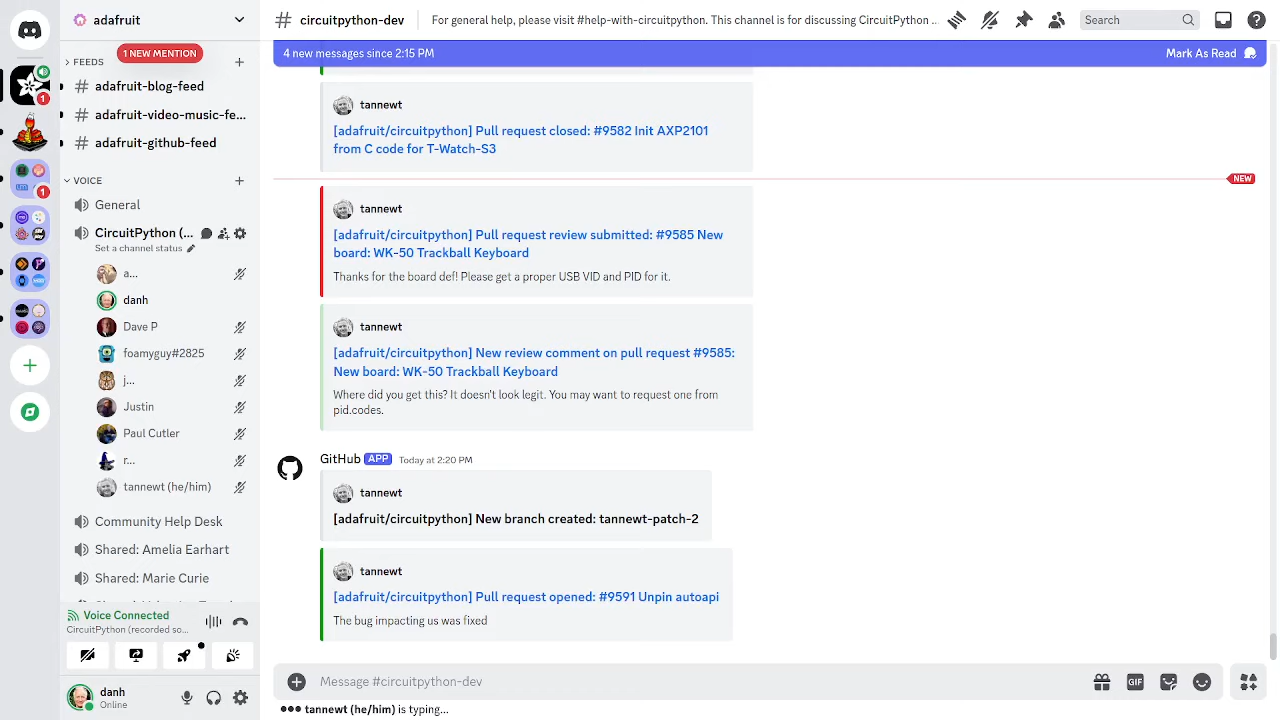 adafruit
circuitpython-dev
For general help, please visit #help-with-circuitpython. This channel is for discussing CircuitPython ...
Search
1 NEW MENTION
4 new messages since 2:15 PM
Mark As Read
FEEDS
adafruit-blog-feed
adafruit-video-music-fe...
adafruit-github-feed
VOICE
General
CircuitPython (...
Set a channel status
a...
danh
Dave P
foamyguy#2825
j...
Justin
Paul Cutler
r...
tannewt (he/him)
Community Help Desk
Shared: Amelia Earhart
Shared: Marie Curie
Voice Connected
CircuitPython (recorded so...
danh
Online
1
1
tannewt
[adafruit/circuitpython] Pull request closed: #9582 Init AXP2101
from C code for T-Watch-S3
NEW
tannewt
[adafruit/circuitpython] Pull request review submitted: #9585 New
board: WK-50 Trackball Keyboard
Thanks for the board def! Please get a proper USB VID and PID for it.
tannewt
[adafruit/circuitpython] New review comment on pull request #9585:
New board: WK-50 Trackball Keyboard
Where did you get this? It doesn't look legit. You may want to request one from
pid.codes.
GitHub APP Today at 2:20 PM
tannewt
[adafruit/circuitpython] New branch created: tannewt-patch-2
tannewt
[adafruit/circuitpython] Pull request opened: #9591 Unpin autoapi
The bug impacting us was fixed
Message #circuitpython-dev
GIF
tannewt (he/him) is typing...